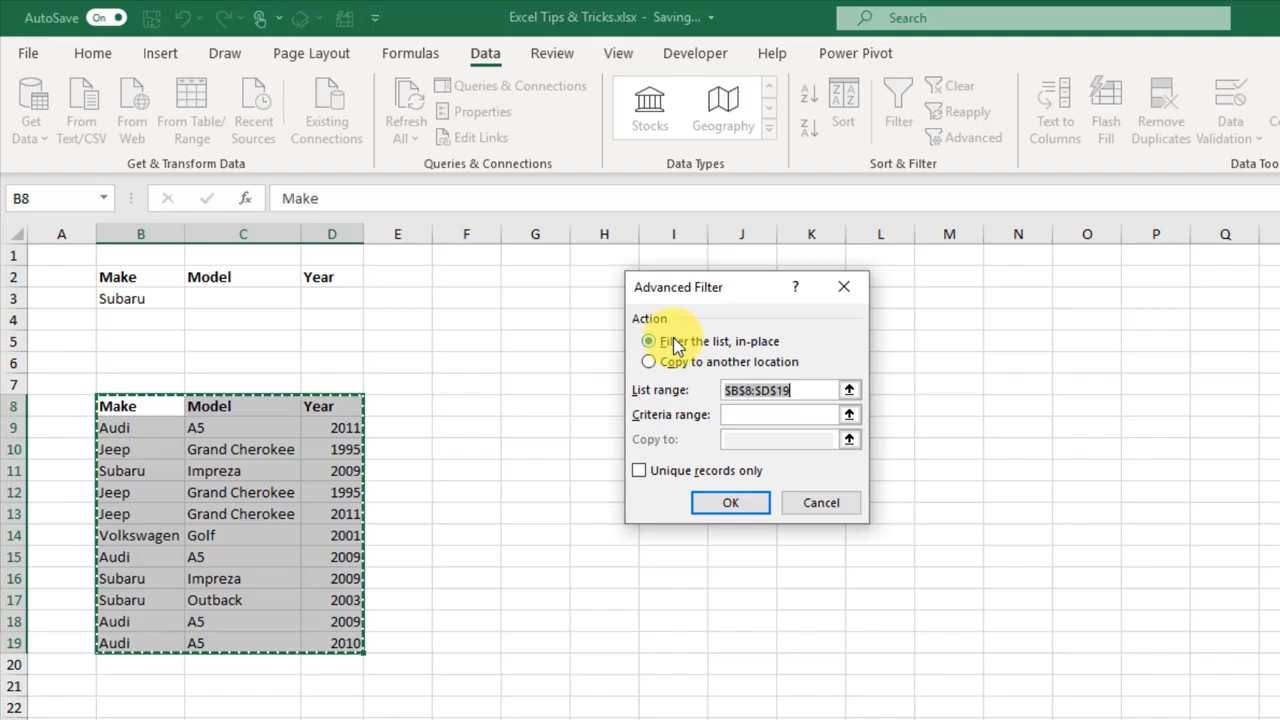 AutoSave On Excel Tips & Tricks.xlsx - Saving... Search
File Home Insert Draw Page Layout Formulas Data Review View Developer Help Power Pivot
Get Data
From Text/CSV
From Web
From Table/ Range
Recent Sources
Existing Connections
Get & Transform Data
Refresh All
Queries & Connections
Properties
Edit Links
Queries & Connections
Stocks Geography
Data Types
Sort
Filter
Clear
Reapply
Advanced
Sort & Filter
Text to Columns
Flash Fill
Remove Duplicates
Data Validation
Data Too
B8 fx Make
A B C D E F G H I J K L M N O P Q
1
2 Make Model Year
3 Subaru
4
5
6
7
8 Make Model Year
9 Audi A5 2011
10 Jeep Grand Cherokee 1995
11 Subaru Impreza 2009
12 Jeep Grand Cherokee 1995
13 Jeep Grand Cherokee 2011
14 Volkswagen Golf 2001
15 Audi A5 2009
16 Subaru Impreza 2009
17 Subaru Outback 2003
18 Audi A5 2009
19 Audi A5 2010
20
21
22
Advanced Filter ?
Action
Filter the list, in-place
Copy to another location
List range: $B$8:$D$19
Criteria range:
Copy to:
Unique records only
OK Cancel